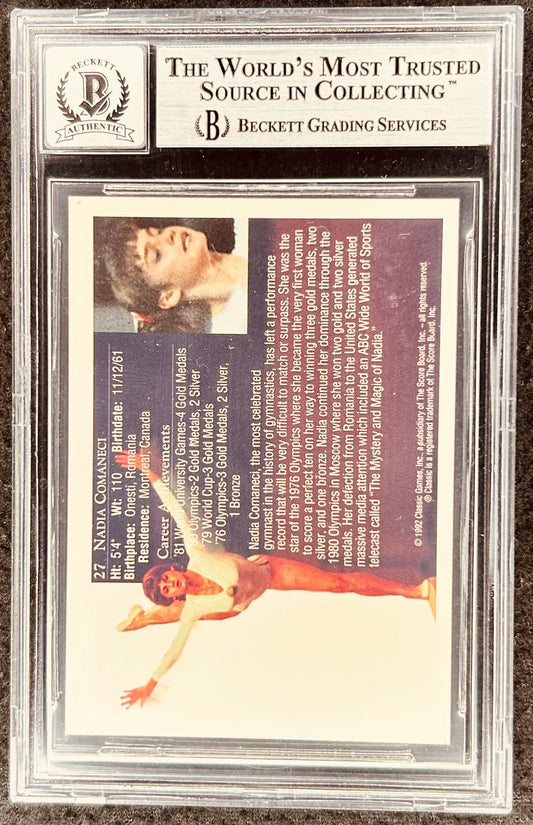 BECKETT
B
AUTHENTIC
THE WORLD'S MOST TRUSTED
SOURCE IN COLLECTING™
B BECKETT GRADING SERVICES
27 NADIA COMANECI
Ht: 5'4" Wt: 110 Birthdate: 11/12/61
Birthplace: Onesti, Romania
Residence: Montreal, Canada
Career Achievements
'81 World University Games-4 Gold Medals
'80 Olympics-2 Gold Medals, 2 Silver
'79 World Cup-3 Gold Medals
'76 Olympics-3 Gold Medals, 2 Silver,
1 Bronze
Nadia Comaneci, the most celebrated
gymnast in the history of gymnastics, has left a performance
record that will be very difficult to match or surpass. She was the
star of the 1976 Olympics where she became the very first woman
to score a perfect ten on her way to winning three gold medals, two
silver, and one bronze. Nadia continued her dominance through the
1980 Olympics in Moscow where she won two gold and two silver
medals. Her defection from Romania to the United States generated
massive media attention which included an ABC Wide World of Sports
telecast called "The Mystery and Magic of Nadia."
© 1992 Classic Games, Inc., a pubsidiary of The Score Board, Inc. – all rights reserved.
® Classic is a registered trademark of The Score Board, Inc.